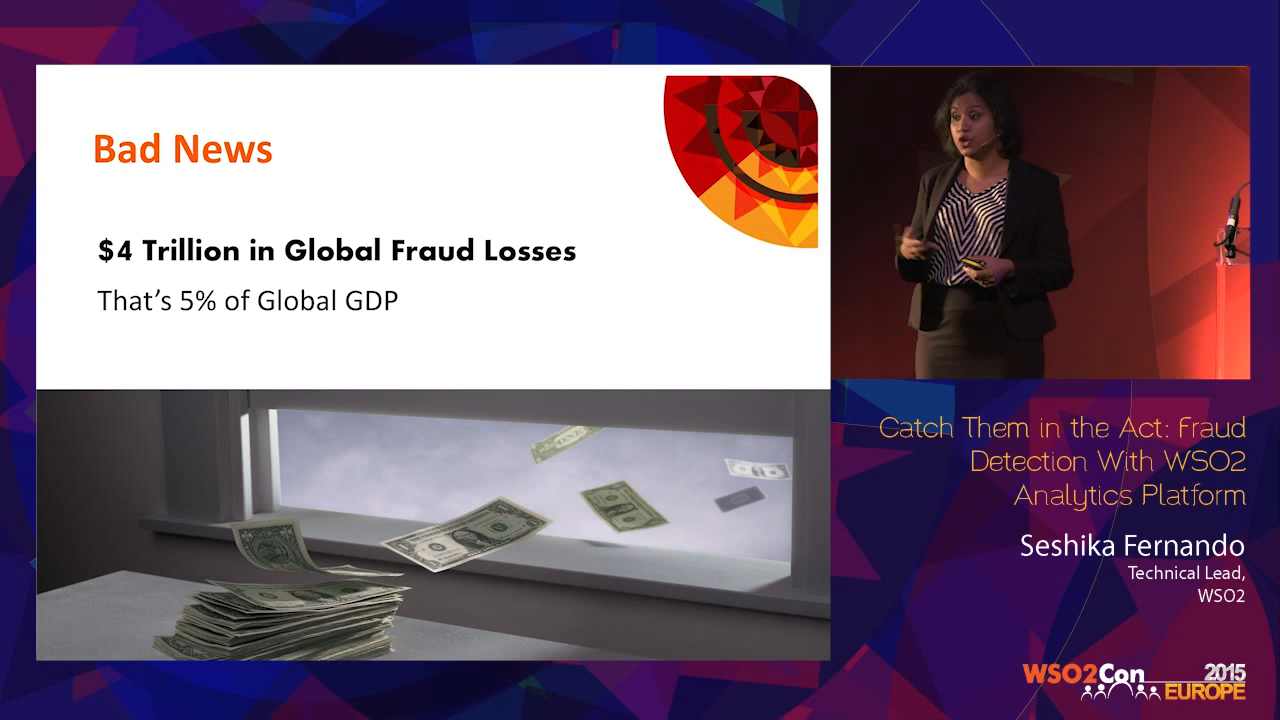 Bad News
$4 Trillion in Global Fraud Losses
That's 5% of Global GDP
Catch Them in the Act: Fraud
Detection With WSO2
Analytics Platform
Seshika Fernando
Technical Lead,
WSO2
WSO2Con 2015
EUROPE